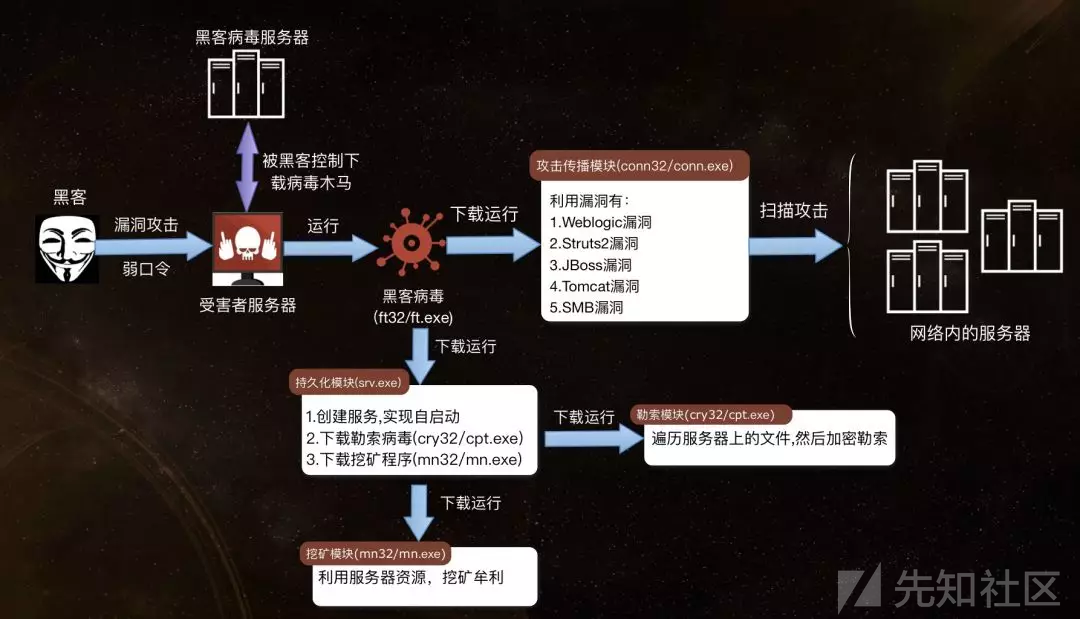 黑客病毒服务器
被黑客控制下
载病毒木马
黑客
漏洞攻击
弱口令
受害者服务器
运行
黑客病毒
(ft32/ft.exe)
下载运行
攻击传播模块(conn32/conn.exe)
利用漏洞有：
1.Weblogic漏洞
2.Struts2漏洞
3.JBoss漏洞
4.Tomcat漏洞
5.SMB漏洞
扫描攻击
网络内的服务器
下载运行
持久化模块(srv.exe)
1.创建服务,实现自启动
2.下载勒索病毒(cry32/cpt.exe)
3.下载挖矿程序(mn32/mn.exe)
下载运行
勒索模块(cry32/cpt.exe)
遍历服务器上的文件,然后加密勒索
下载运行
挖矿模块(mn32/mn.exe)
利用服务器资源，挖矿牟利
先知社区